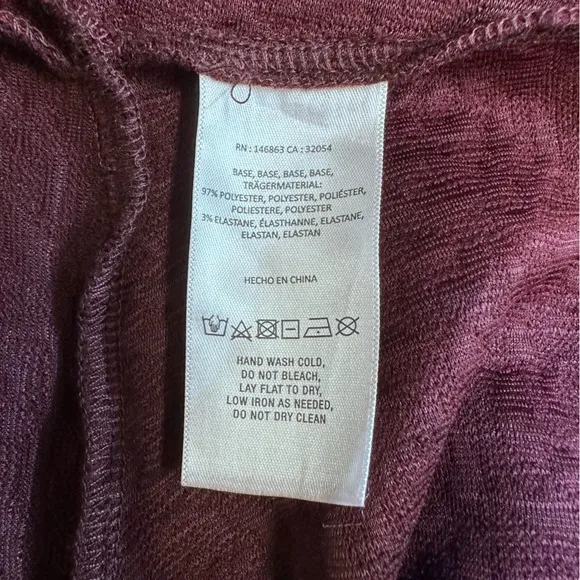 RN : 146863 CA : 32054
BASE, BASE, BASE, BASE,
TRÄGERMATERIAL:
97% POLYESTER, POLYESTER, POLIÉSTER,
POLIESTERE, POLYESTER
3% ELASTANE, ÉLASTHANNE, ELASTANE,
ELASTAN, ELASTAN
HECHO EN CHINA
HAND WASH COLD,
DO NOT BLEACH,
LAY FLAT TO DRY,
LOW IRON AS NEEDED,
DO NOT DRY CLEAN